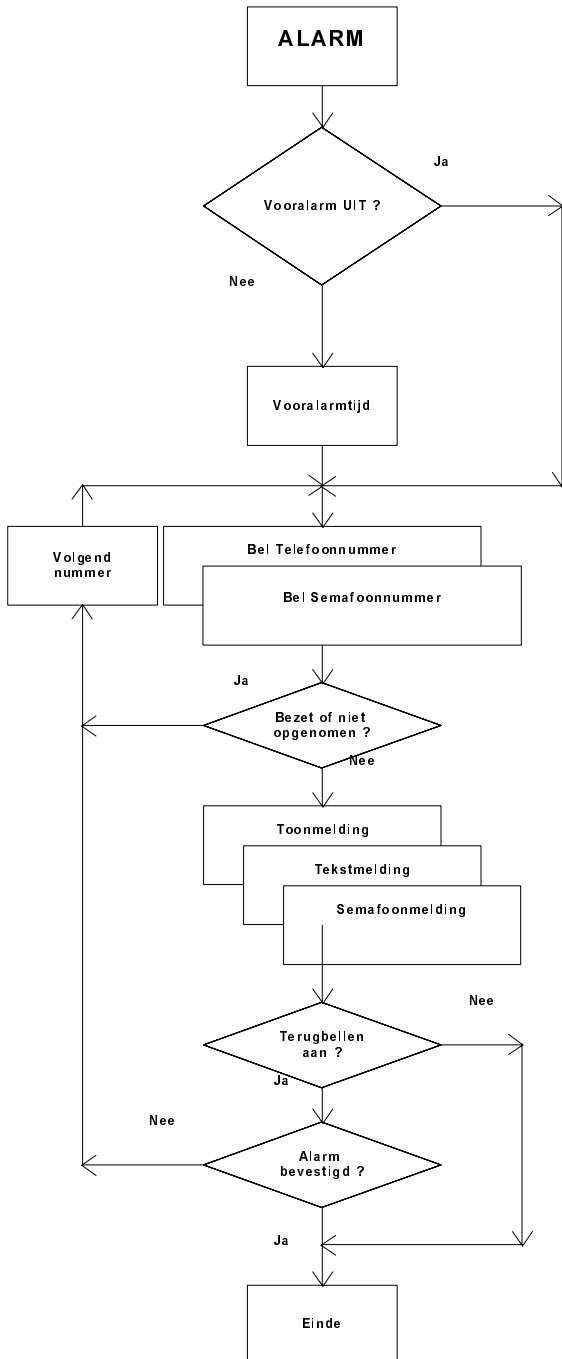 ALARM
Ja
Vooralarm UIT ?
Nee
Vooralarmtijd
Volgend
nummer
Bel Telefoonnummer
Bel Semafoonnummer
Ja
Bezet of niet
opgenomen ?
Nee
Toonmelding
Tekstmelding
Semafoonmelding
Nee
Terugbellen
aan ?
Ja
Nee
Alarm
bevestigd ?
Ja
Einde